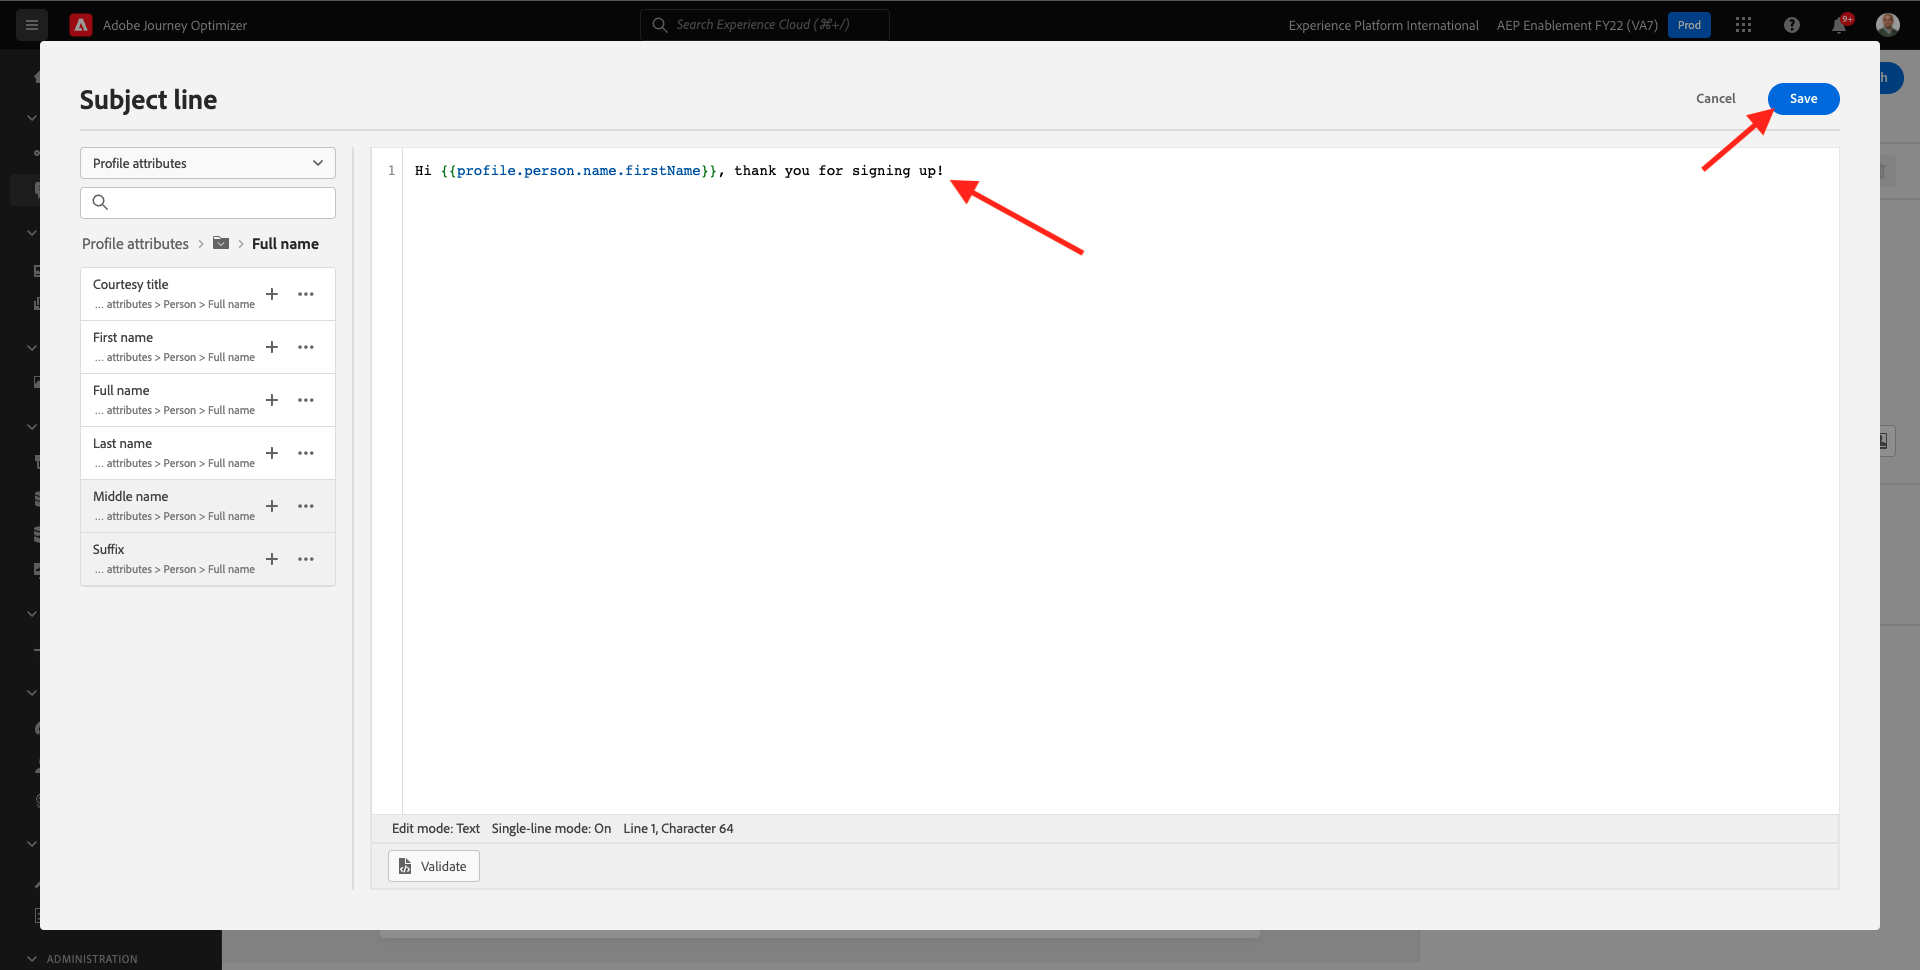 Adobe Journey Optimizer
Search Experience Cloud (⌘+/)
Experience Platform International
AEP Enablement FY22 (VA7)
Prod
9+
h
Subject line
Cancel
Save
Profile attributes
Profile attributes > > Full name
Courtesy title
... attributes > Person > Full name
First name
... attributes > Person > Full name
Full name
... attributes > Person > Full name
Last name
... attributes > Person > Full name
Middle name
... attributes > Person > Full name
Suffix
... attributes > Person > Full name
1 Hi {{profile.person.name.firstName}}, thank you for signing up!
Edit mode: Text Single-line mode: On Line 1, Character 64
Validate
ADMINISTRATION